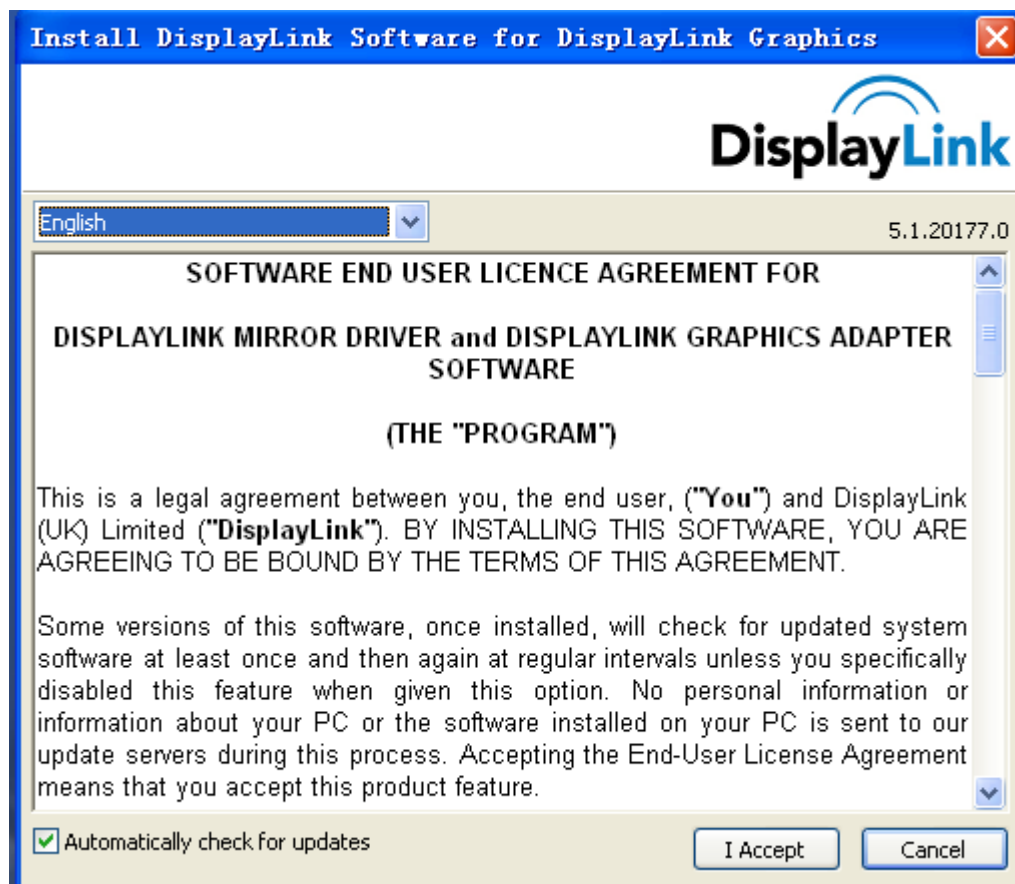 Install DisplayLink Software for DisplayLink Graphics
DisplayLink
English
5.1.20177.0
SOFTWARE END USER LICENCE AGREEMENT FOR
DISPLAYLINK MIRROR DRIVER and DISPLAYLINK GRAPHICS ADAPTER
SOFTWARE
(THE "PROGRAM")
This is a legal agreement between you, the end user, ("You") and DisplayLink
(UK) Limited ("DisplayLink"). BY INSTALLING THIS SOFTWARE, YOU ARE
AGREEING TO BE BOUND BY THE TERMS OF THIS AGREEMENT.
Some versions of this software, once installed, will check for updated system
software at least once and then again at regular intervals unless you specifically
disabled this feature when given this option. No personal information or
information about your PC or the software installed on your PC is sent to our
update servers during this process. Accepting the End-User License Agreement
means that you accept this product feature.
Automatically check for updates
I Accept
Cancel